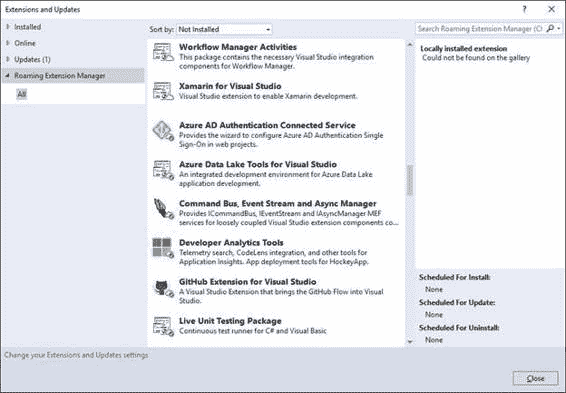 Extensions and Updates
Installed
Online
Updates (1)
Roaming Extension Manager
All
Sort by: Not Installed
Workflow Manager Activities
This package contains the necessary Visual Studio integration
components for Workflow Manager.
Xamarin for Visual Studio
Visual Studio extension to enable Xamarin development.
Azure AD Authentication Connected Service
Provides the wizard to configure Azure AD Authentication Single
Sign-On in web projects.
Azure Data Lake Tools for Visual Studio
An integrated development environment for Azure Data Lake
application development.
Command Bus, Event Stream and Async Manager
Provides ICommandBus, IEventStream and IAsyncManager MEF
services for loosely coupled Visual Studio extension components co...
Developer Analytics Tools
Telemetry search, CodeLens integration, and other tools for
Application Insights. App deployment tools for HockeyApp.
GitHub Extension for Visual Studio
A Visual Studio Extension that brings the GitHub Flow into Visual
Studio.
Live Unit Testing Package
Continuous test runner for C# and Visual Basic
Search Roaming Extension Manager (C
Locally installed extension
Could not be found on the gallery
Scheduled For Install:
None
Scheduled For Update:
None
Scheduled For Uninstall:
None
Change your Extensions and Updates settings
Close